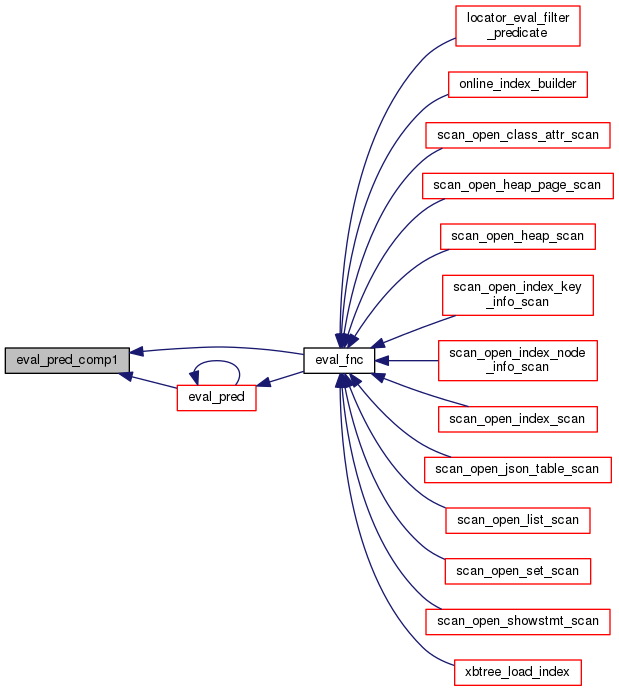 locator_eval_filter
_predicate
online_index_builder
scan_open_class_attr_scan
scan_open_heap_page_scan
scan_open_heap_scan
scan_open_index_key
_info_scan
eval_pred_comp1
eval_fnc
scan_open_index_node
_info_scan
eval_pred
scan_open_index_scan
scan_open_json_table_scan
scan_open_list_scan
scan_open_set_scan
scan_open_showstmt_scan
xbtree_load_index